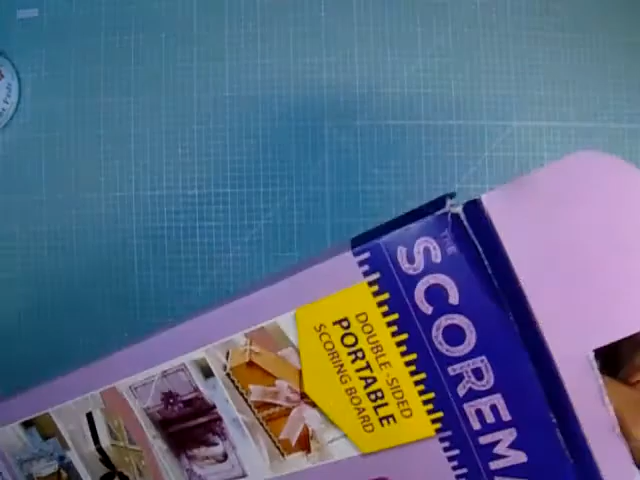 THE
SCOREMA
DOUBLE-SIDED
PORTABLE
SCORING BOARD